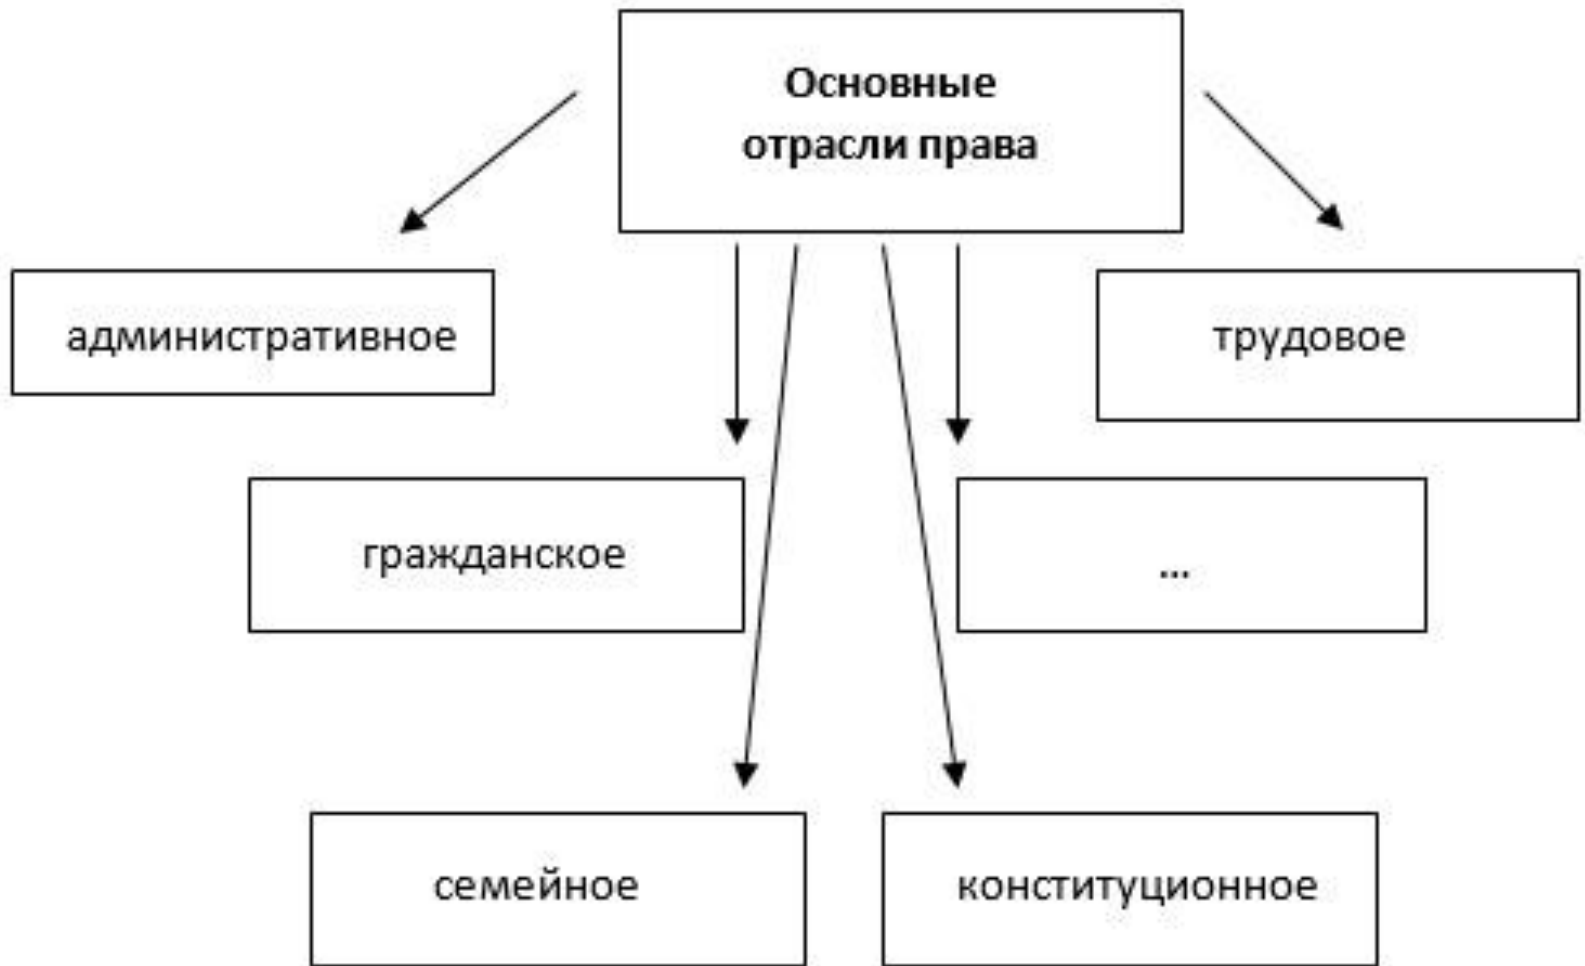 Основные
отрасли права
административное
трудовое
гражданское
...
семейное
конституционное